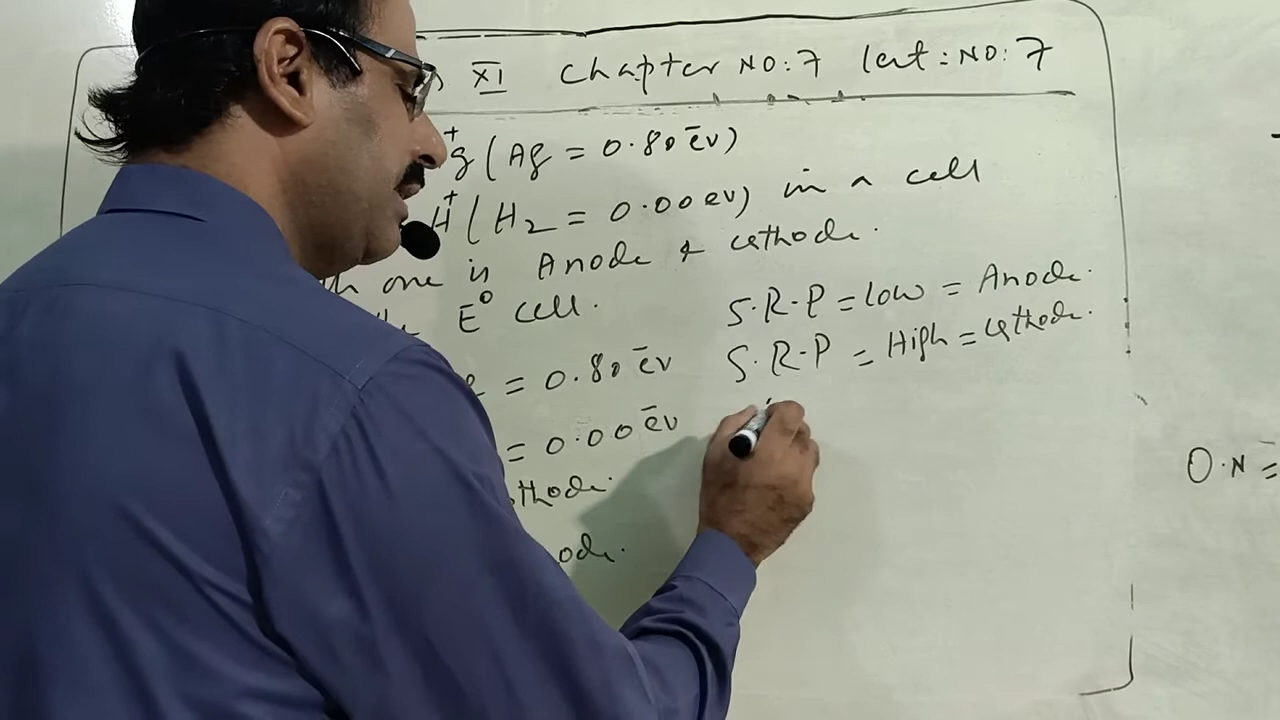 XI Chapter NO:7 lect:NO:7
+g(Ag = 0.80 ēv)
H+(H2 = 0.00 ev) in a cell
one is Anode & cathode.
E° cell.
S.R.P = Low = Anode.
S.R.P = High = cathode.
= 0.80 ēv
= 0.00 ēv
thode.
ode.
O.N =